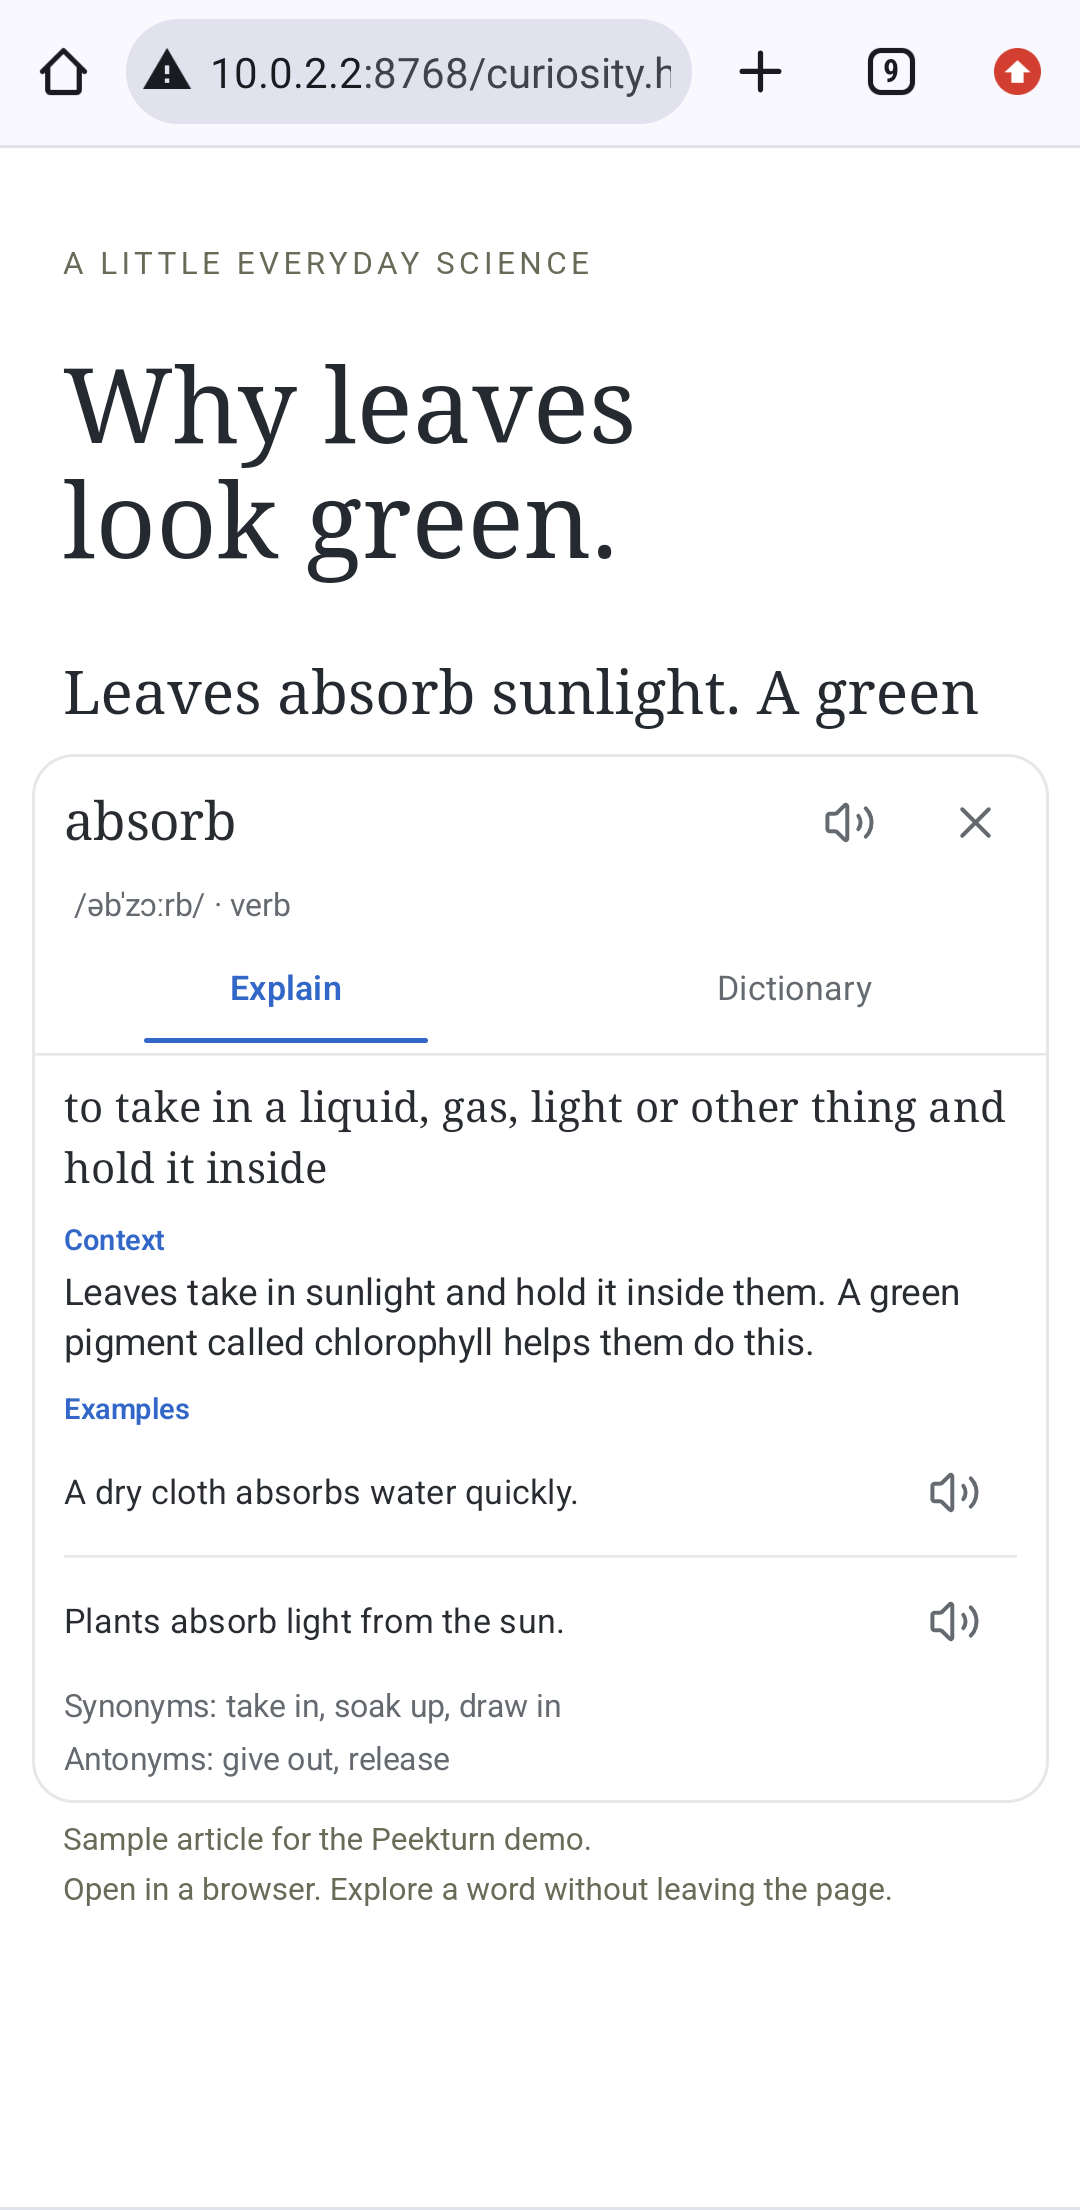 10.0.2.2:8768/curiosity.h
9
A LITTLE EVERYDAY SCIENCE
Why leaves
look green.
Leaves absorb sunlight. A green
absorb
/əbˈzɔːrb/ · verb
Explain
Dictionary
to take in a liquid, gas, light or other thing and
hold it inside
Context
Leaves take in sunlight and hold it inside them. A green
pigment called chlorophyll helps them do this.
Examples
A dry cloth absorbs water quickly.
Plants absorb light from the sun.
Synonyms: take in, soak up, draw in
Antonyms: give out, release
Sample article for the Peekturn demo.
Open in a browser. Explore a word without leaving the page.